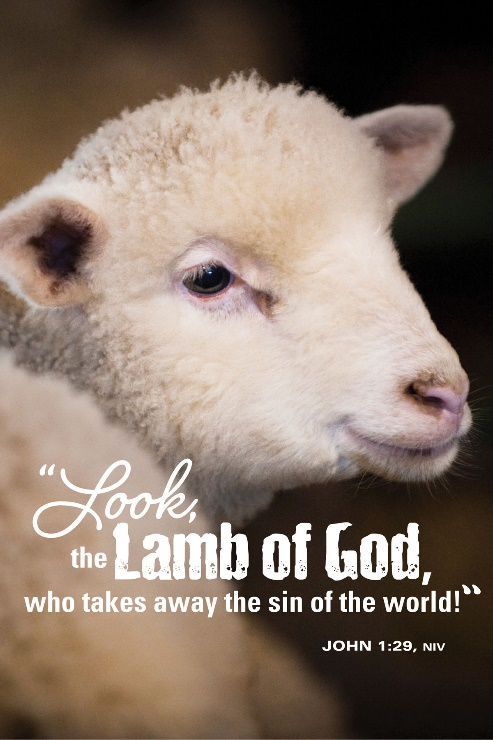 “Look,
the Lamb of God,
who takes away the sin of the world!“
JOHN 1:29, NIV